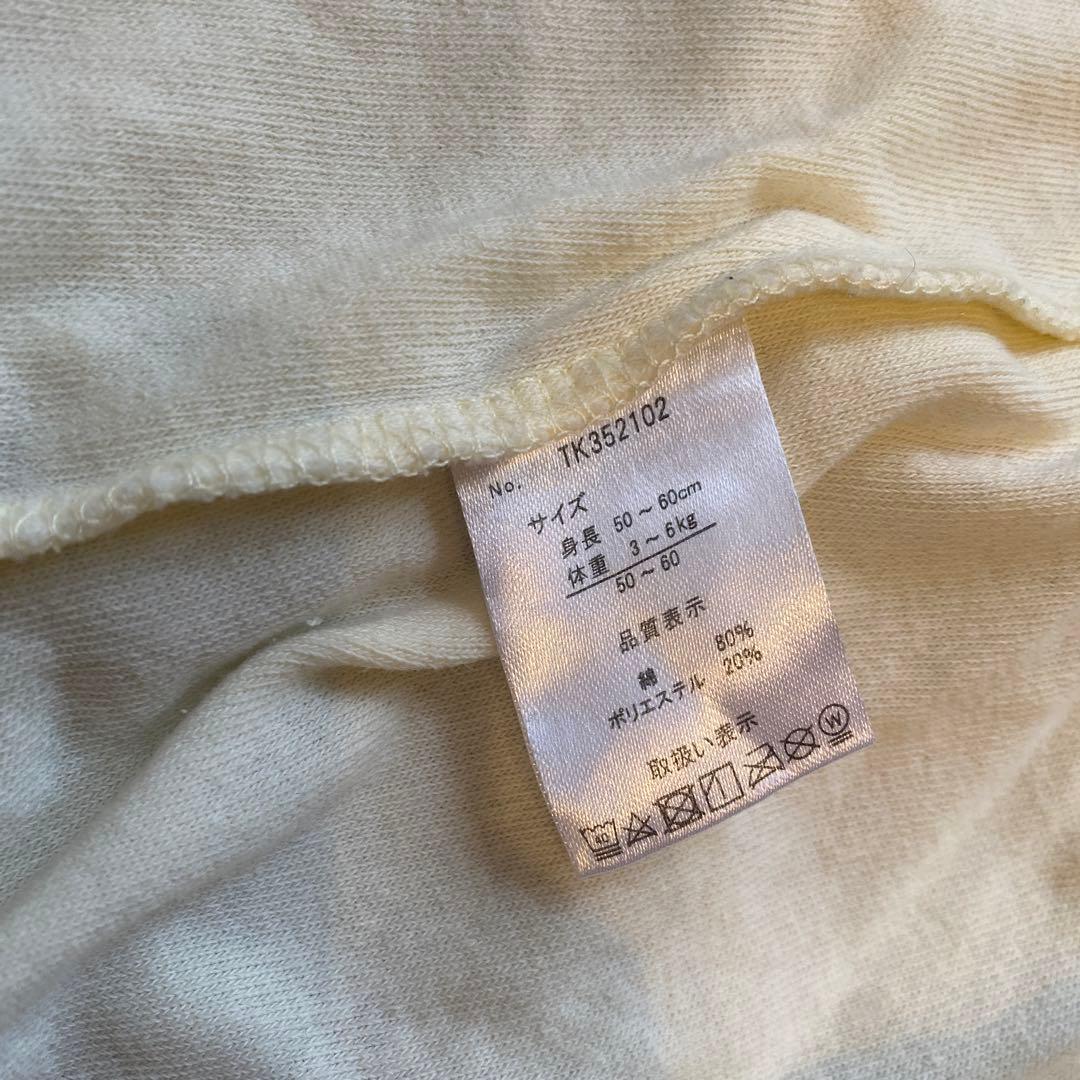 No. TK352102
サイズ
身長 50～60cm
体重 3～6kg
50～60
品質表示
綿 80%
ポリエステル 20%
取扱い表示
40
W